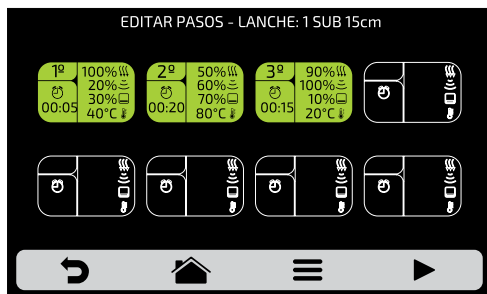 EDITAR PASOS - LANCHE: 1 SUB 15cm
1º 100%
20%
30%
00:05 40°C
2º 50%
60%
70%
00:20 80°C
3º 90%
100%
10%
00:15 20°C